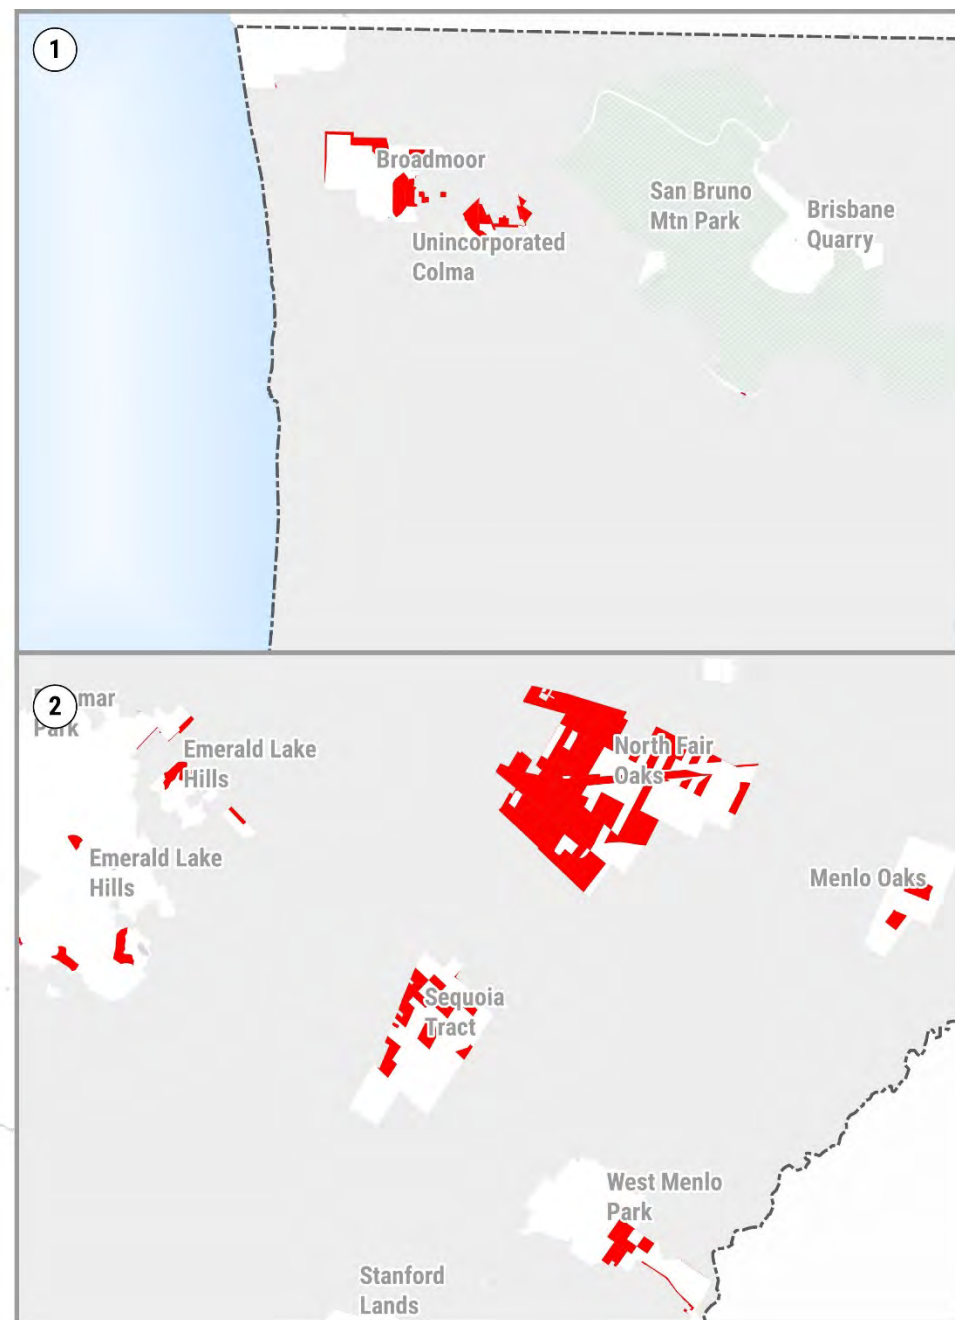 1
Broadmoor
San Bruno
Mtn Park
Brisbane
Quarry
Unincorporated
Colma
2
mar
Park
Emerald Lake
Hills
North Fair
Oaks
Emerald Lake
Hills
Menlo Oaks
Sequoia
Tract
West Menlo
Park
Stanford
Lands